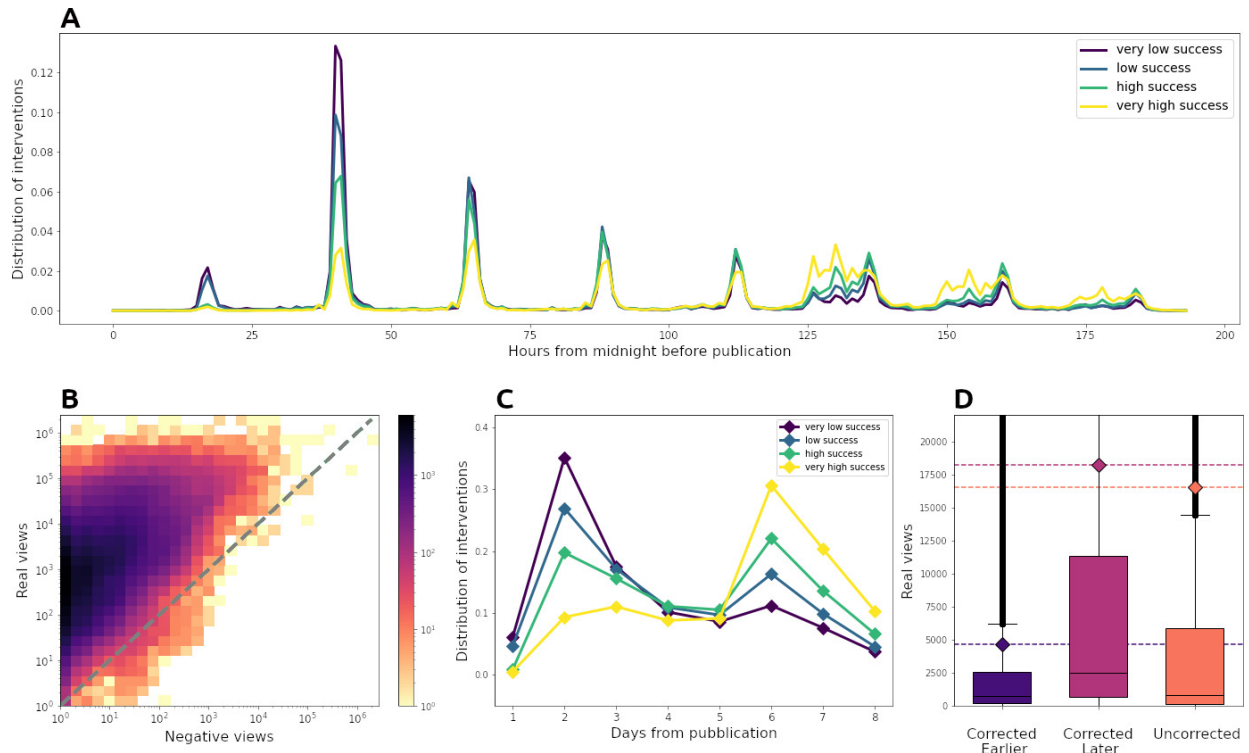 A
Distribution of interventions
0.12
0.10
0.08
0.06
0.04
0.02
0.00
very low success
low success
high success
very high success
0
25
50
75
100
125
150
175
200
Hours from midnight before publication
B
Real views
10⁶
10⁵
10⁴
10³
10²
10¹
10⁰
10⁰
10¹
10²
10³
10⁴
10⁵
10⁶
Negative views
10³
10²
10¹
10⁰
C
Distribution of interventions
0.4
0.3
0.2
0.1
0.0
very low success
low success
high success
very high success
1
2
3
4
5
6
7
8
Days from pubblication
D
Real views
20000
17500
15000
12500
10000
7500
5000
2500
0
Corrected
Earlier
Corrected
Later
Uncorrected